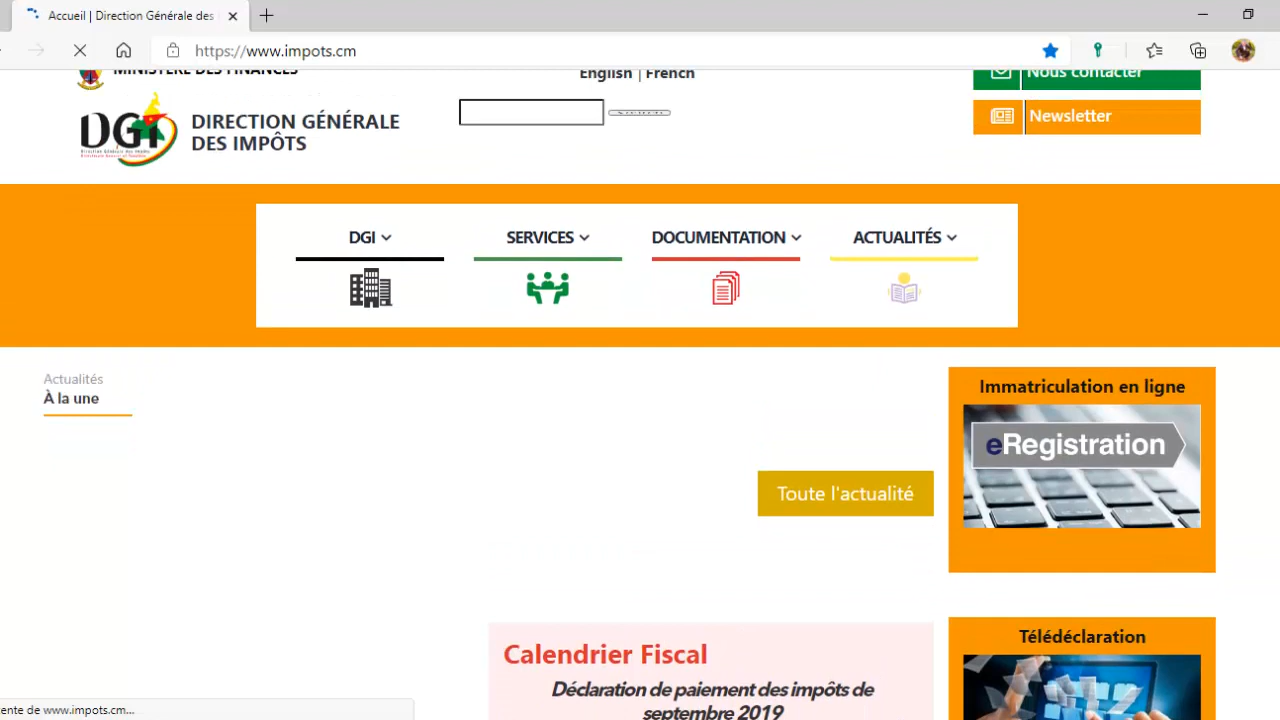 Accueil | Direction Générale des
https://www.impots.cm
MINISTÈRE DES FINANCES
English | French
Nous contacter
DGI
DIRECTION GÉNÉRALE
DES IMPÔTS
Newsletter
DGI
SERVICES
DOCUMENTATION
ACTUALITÉS
Actualités
À la une
Toute l'actualité
Immatriculation en ligne
eRegistration
Calendrier Fiscal
Déclaration de paiement des impôts de
septembre 2019
Télédéclaration
ente de www.impots.cm...